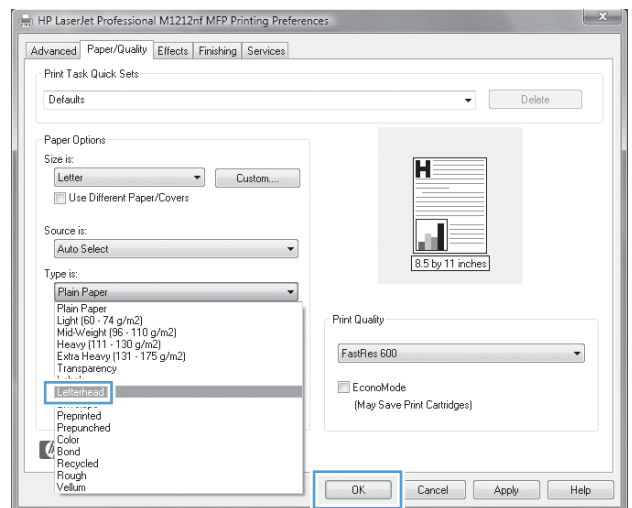 HP LaserJet Professional M1212nf MFP Printing Preferences
Advanced Paper/Quality Effects Finishing Services
Print Task Quick Sets
Defaults
Delete
Paper Options
Size is:
Letter
Custom....
Use Different Paper/Covers
Source is:
Auto Select
Type is:
Plain Paper
Plain Paper
Light (60 - 74 g/m2)
Mid-Weight (96 - 110 g/m2)
Heavy (111 - 130 g/m2)
Extra Heavy (131 - 175 g/m2)
Transparency
Letterhead
Preprinted
Prepunched
Color
Bond
Recycled
Rough
Vellum
H
8.5 by 11 inches
Print Quality
FastRes 600
EconoMode
(May Save Print Cartridges)
OK Cancel Apply Help